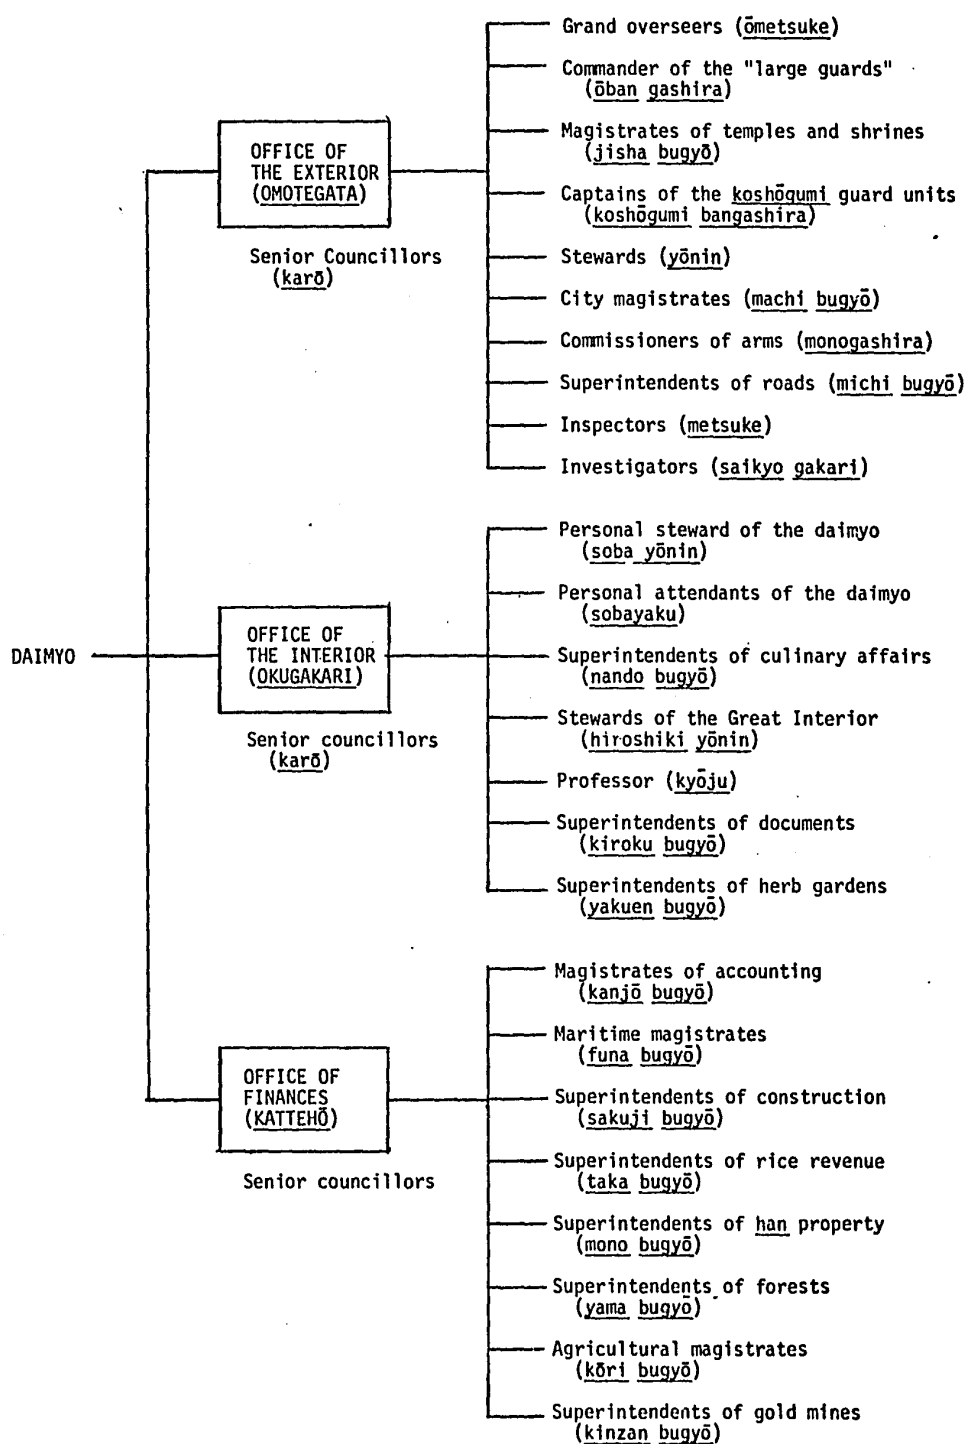 Grand overseers (ōmetsuke)
Commander of the "large guards"
(ōban gashira)
Magistrates of temples and shrines
(jisha bugyō)
Captains of the koshōgumi guard units
(koshōgumi bangashira)
Stewards (yōnin)
City magistrates (machi bugyō)
Commissioners of arms (monogashira)
Superintendents of roads (michi bugyō)
Inspectors (metsuke)
Investigators (saikyo gakari)
OFFICE OF
THE EXTERIOR
(OMOTEGATA)
Senior Councillors
(karō)
Personal steward of the daimyo
(soba yōnin)
Personal attendants of the daimyo
(sobayaku)
Superintendents of culinary affairs
(nando bugyō)
Stewards of the Great Interior
(hiroshiki yōnin)
Professor (kyōju)
Superintendents of documents
(kiroku bugyō)
Superintendents of herb gardens
(yakuen bugyō)
DAIMYO
OFFICE OF
THE INTERIOR
(OKUGAKARI)
Senior councillors
(karō)
Magistrates of accounting
(kanjō bugyō)
Maritime magistrates
(funa bugyō)
Superintendents of construction
(sakuji bugyō)
Superintendents of rice revenue
(taka bugyō)
Superintendents of han property
(mono bugyō)
Superintendents of forests
(yama bugyō)
Agricultural magistrates
(kōri bugyō)
Superintendents of gold mines
(kinzan bugyō)
OFFICE OF
FINANCES
(KATTEHŌ)
Senior councillors